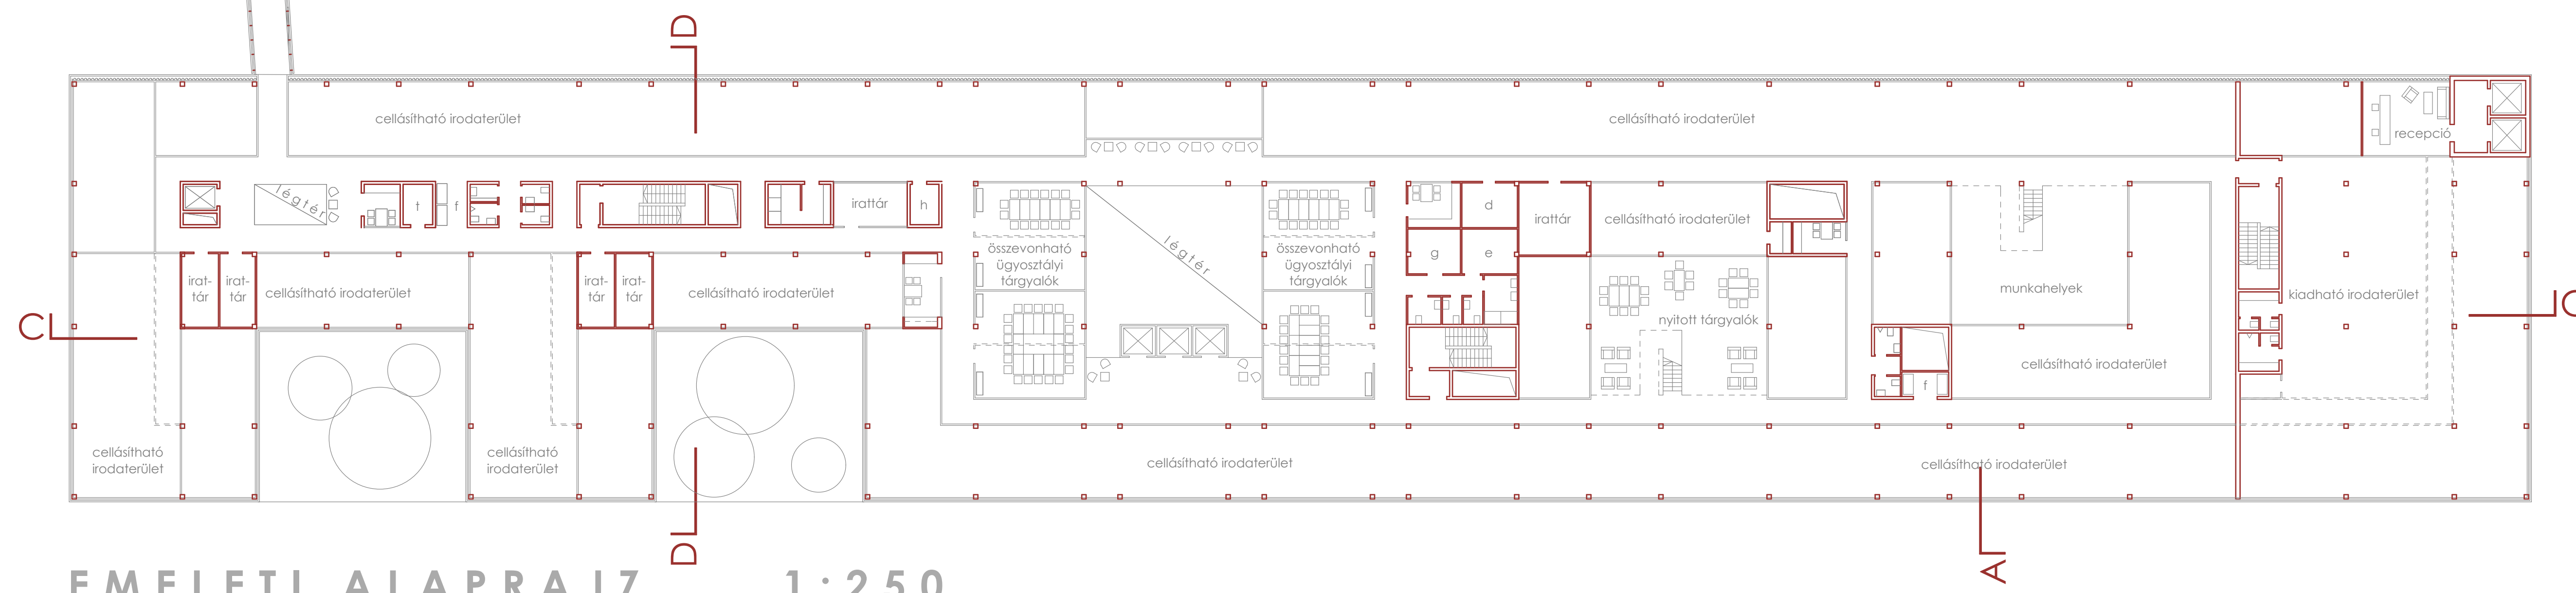 D
cellásítható irodaterület
cellásítható irodaterület
recepció
légtér
t
f
irattár
h
összevonható
ügyosztályi
tárgyalók
légtér
összevonható
ügyosztályi
tárgyalók
d
g
e
irattár
cellásítható irodaterület
nyitott tárgyalók
munkahelyek
kiadható irodaterület
irat-
tár
irat-
tár
cellásítható irodaterület
irat-
tár
irat-
tár
cellásítható irodaterület
C
C
cellásítható irodaterület
f
cellásítható
irodaterület
cellásítható
irodaterület
cellásítható irodaterület
cellásítható irodaterület
D
A
EMELETI ALAPRAJZ 1:250